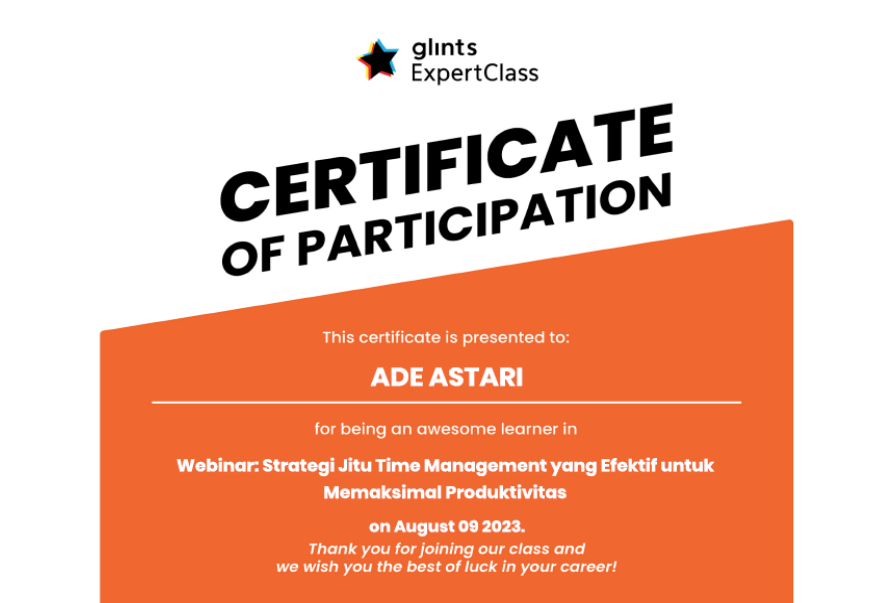 glints
ExpertClass
CERTIFICATE
OF PARTICIPATION
This certificate is presented to:
ADE ASTARI
for being an awesome learner in
Webinar: Strategi Jitu Time Management yang Efektif untuk
Memaksimal Produktivitas
on August 09 2023.
Thank you for joining our class and
we wish you the best of luck in your career!